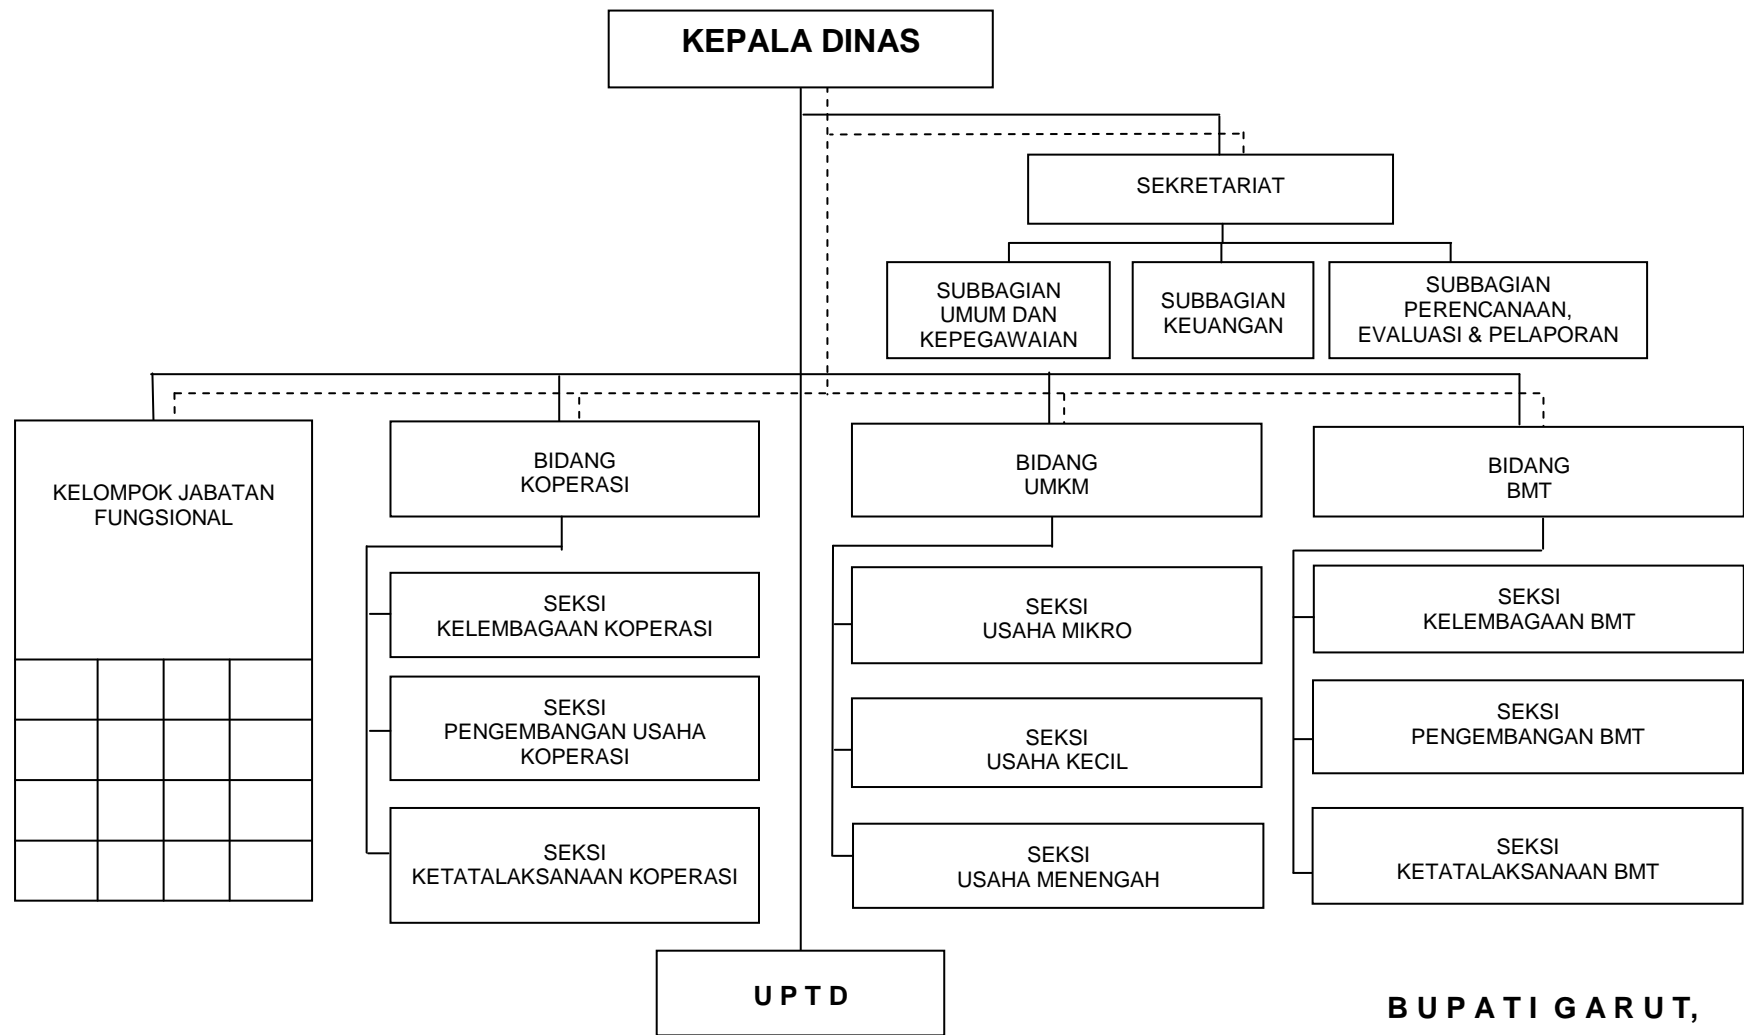 KEPALA DINAS
SEKRETARIAT
SUBBAGIAN
UMUM DAN
KEPEGAWAIAN
SUBBAGIAN
KEUANGAN
SUBBAGIAN
PERENCANAAN,
EVALUASI & PELAPORAN
KELOMPOK JABATAN
FUNGSIONAL
BIDANG
KOPERASI
SEKSI
KELEMBAGAAN KOPERASI
SEKSI
PENGEMBANGAN USAHA
KOPERASI
SEKSI
KETATALAKSANAAN KOPERASI
BIDANG
UMKM
SEKSI
USAHA MIKRO
SEKSI
USAHA KECIL
SEKSI
USAHA MENENGAH
BIDANG
BMT
SEKSI
KELEMBAGAAN BMT
SEKSI
PENGEMBANGAN BMT
SEKSI
KETATALAKSANAAN BMT
U P T D
B U P A T I  G A R U T,